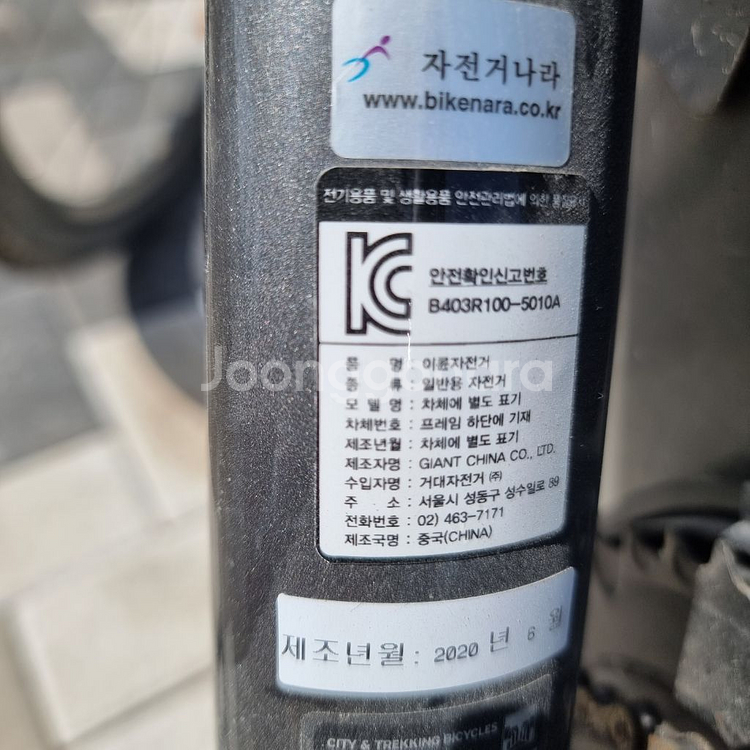 자전거나라
www.bikenara.co.kr
전기용품 및 생활용품 안전관리법에 의한
안전확인신고번호
B403R100-5010A
품 명 : 이륜자전거
종 류 : 일반용 자전거
모 델 명 : 차체에 별도 표기
차체번호 : 프레임 하단에 기재
제조년월 : 차체에 별도 표기
제조자명 : GIANT CHINA CO., LTD.
수입자명 : 거대자전거 ㈜
주 소 : 서울시 성동구 성수일로 89
전화번호 : 02) 463-7171
제조국명 : 중국(CHINA)
제조년월 : 2020 년 6 월
CITY & TREKKING BICYCLES